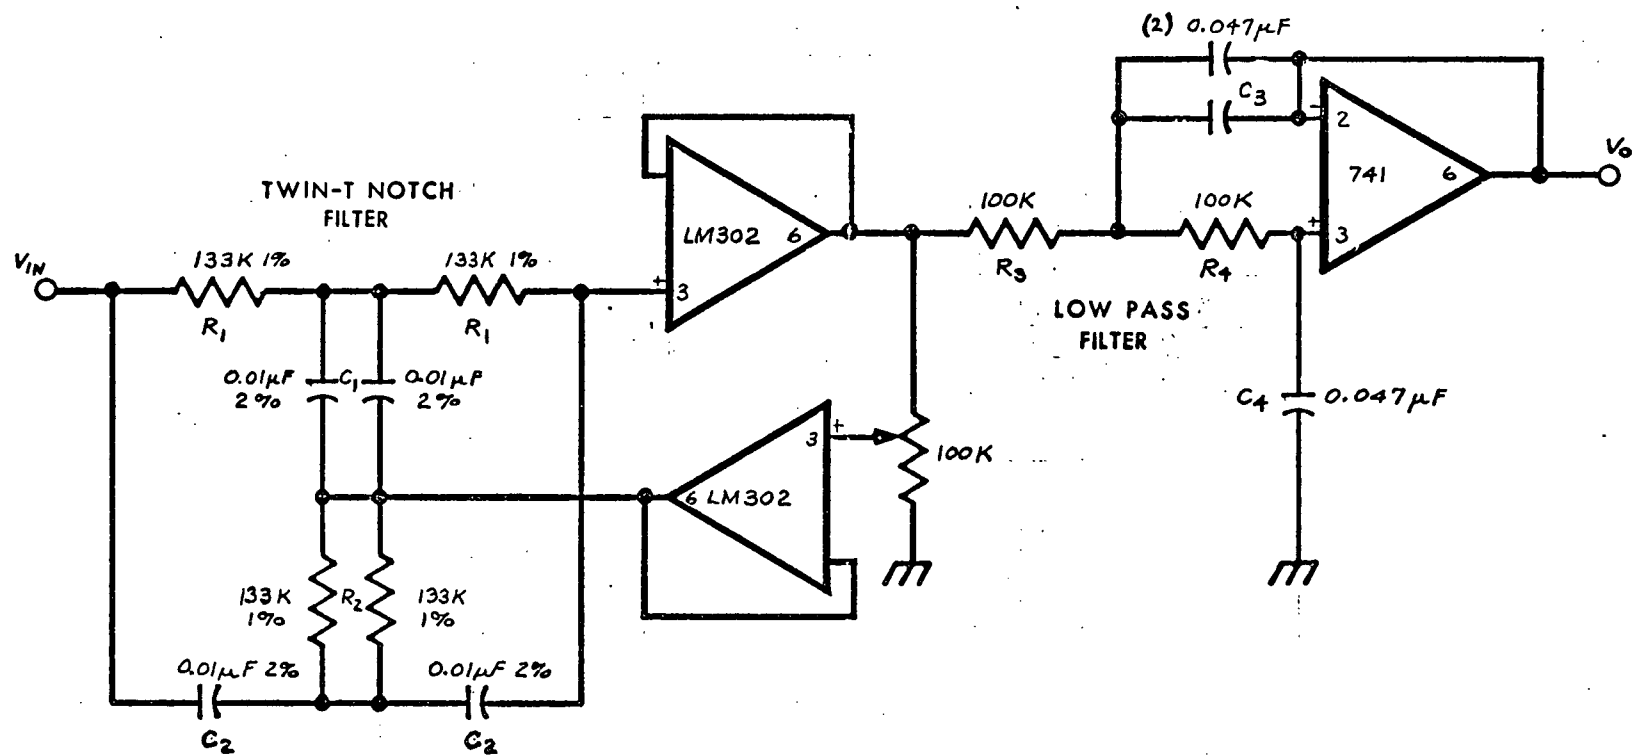 (2) 0.047µF
C3
- 2
741
6
+ 3
Vo
TWIN-T NOTCH
FILTER
LM302 6
+ 3
100K
R3
100K
R4
LOW PASS
FILTER
VIN
133K 1%
R1
133K 1%
R1
0.01µF
2%
C1
0.01µF
2%
C4
0.047µF
3 +
6 LM302
100K
133K
1%
R2
133K
1%
0.01µF 2%
C2
0.01µF 2%
C2